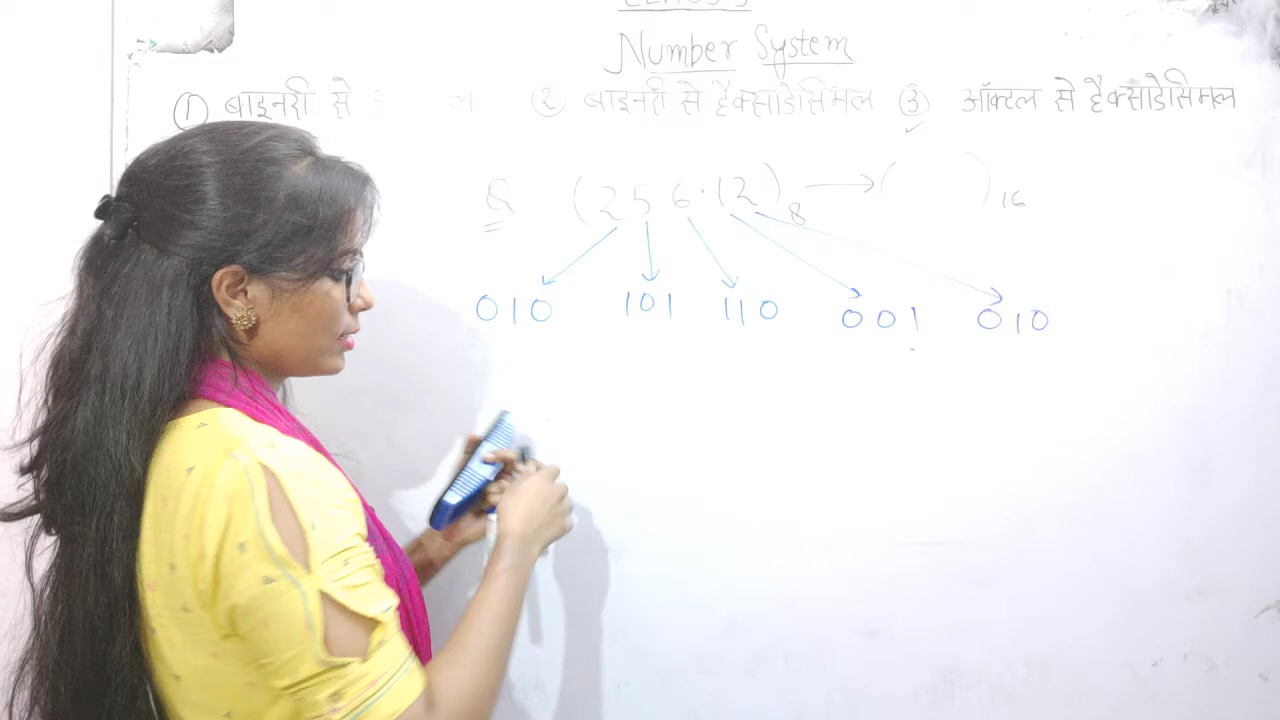 Number System
① बाइनरी से ल ② बाइनरी से हैक्साडेसिमल ③ ऑक्टल से हैक्साडेसिमल
Q (256.12)₈ → ( )₁₆
010 101 110 001 010